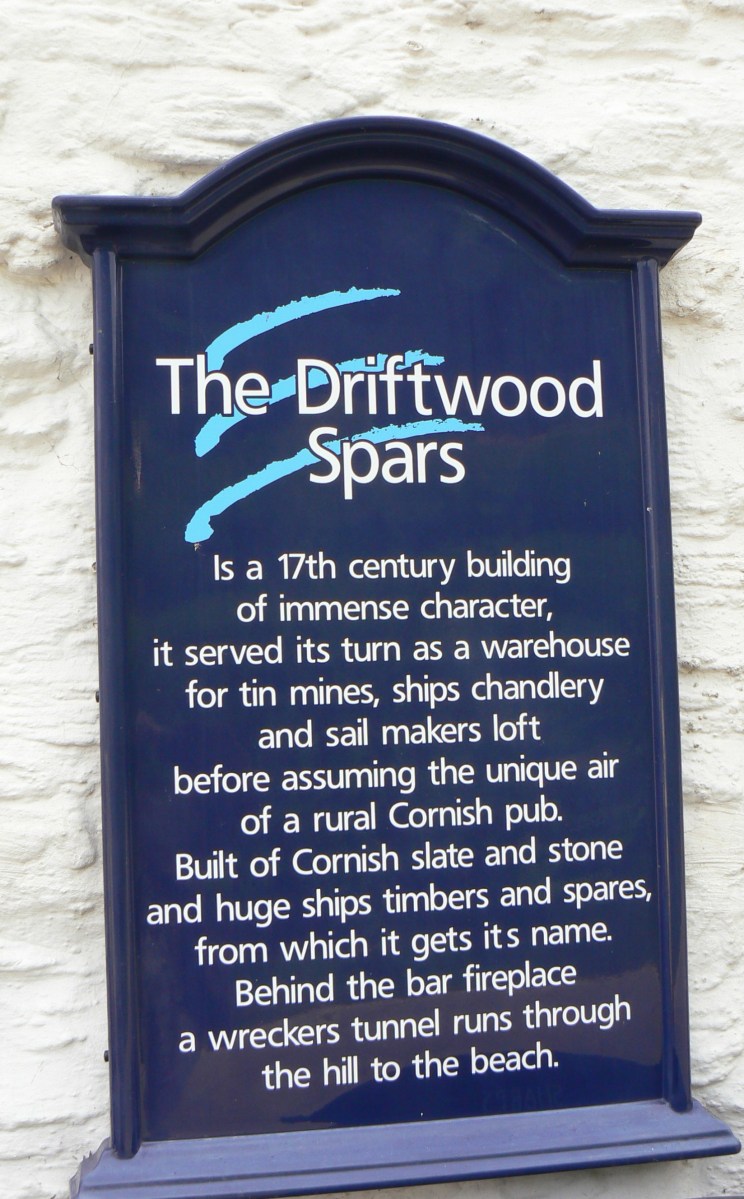 The Driftwood
Spars
Is a 17th century building
of immense character,
it served its turn as a warehouse
for tin mines, ships chandlery
and sail makers loft
before assuming the unique air
of a rural Cornish pub.
Built of Cornish slate and stone
and huge ships timbers and spares,
from which it gets its name.
Behind the bar fireplace
a wreckers tunnel runs through
the hill to the beach.